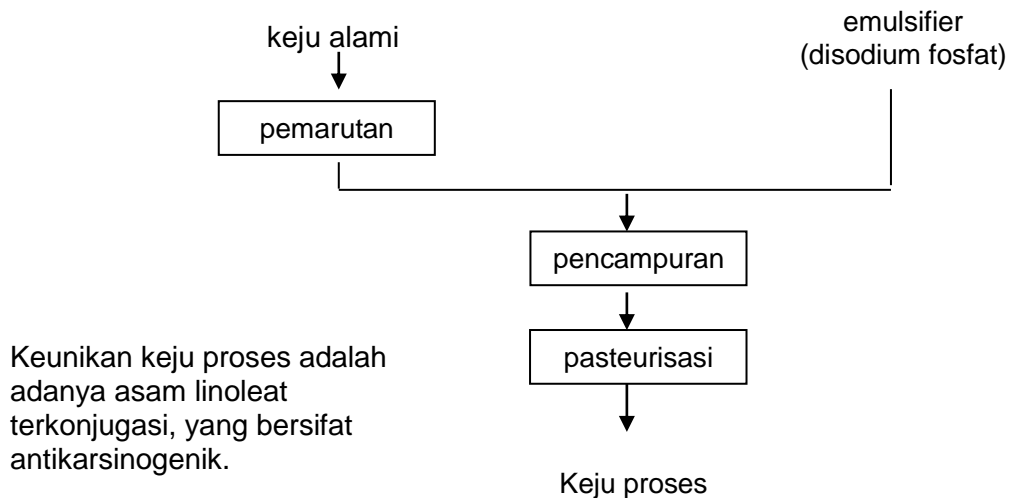 keju alami
emulsifier
(disodium fosfat)
pemarutan
pencampuran
pasteurisasi
Keunikan keju proses adalah
adanya asam linoleat
terkonjugasi, yang bersifat
antikarsinogenik.
Keju proses